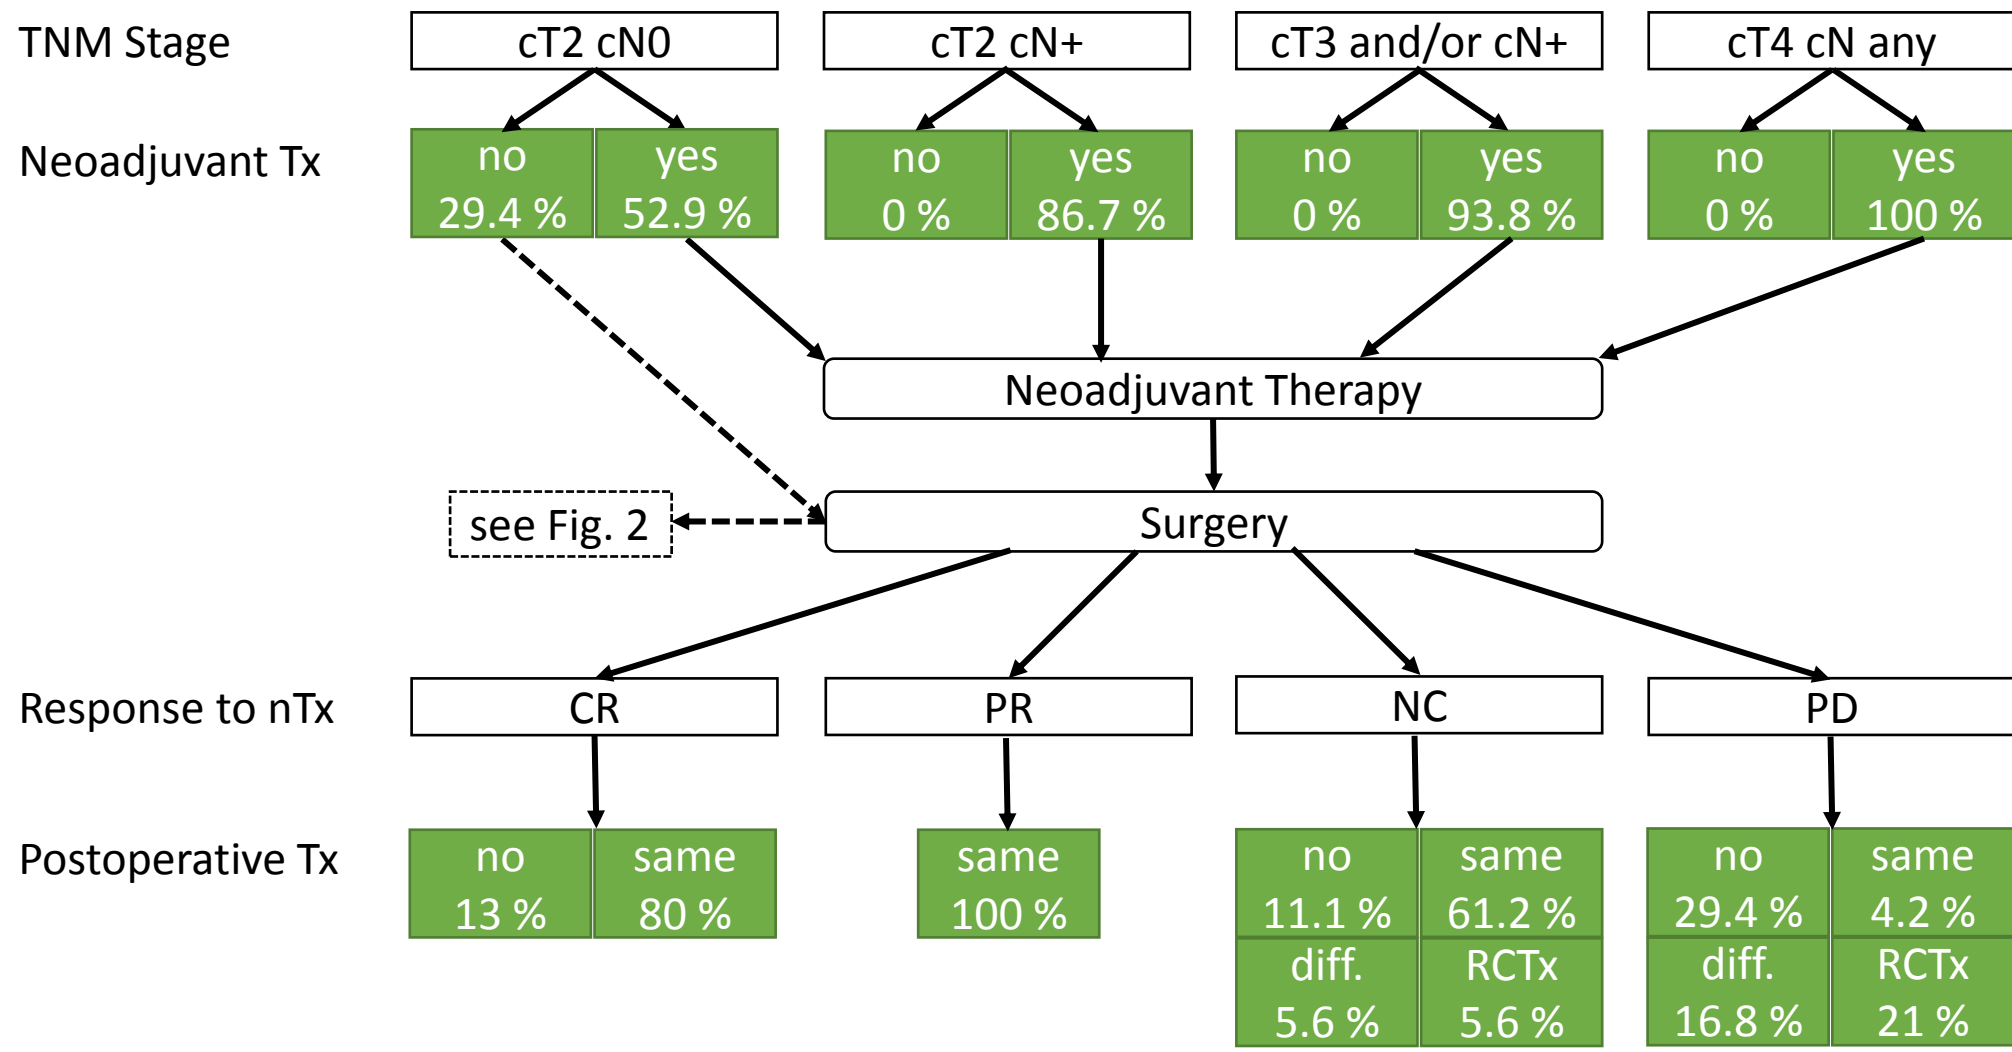 TNM Stage
cT2 cN0
cT2 cN+
cT3 and/or cN+
cT4 cN any
Neoadjuvant Tx
no
29.4 %
yes
52.9 %
no
0 %
yes
86.7 %
no
0 %
yes
93.8 %
no
0 %
yes
100 %
Neoadjuvant Therapy
see Fig. 2
Surgery
Response to nTx
CR
PR
NC
PD
Postoperative Tx
no
13 %
same
80 %
same
100 %
no
11.1 %
same
61.2 %
diff.
5.6 %
RCTx
5.6 %
no
29.4 %
same
4.2 %
diff.
16.8 %
RCTx
21 %